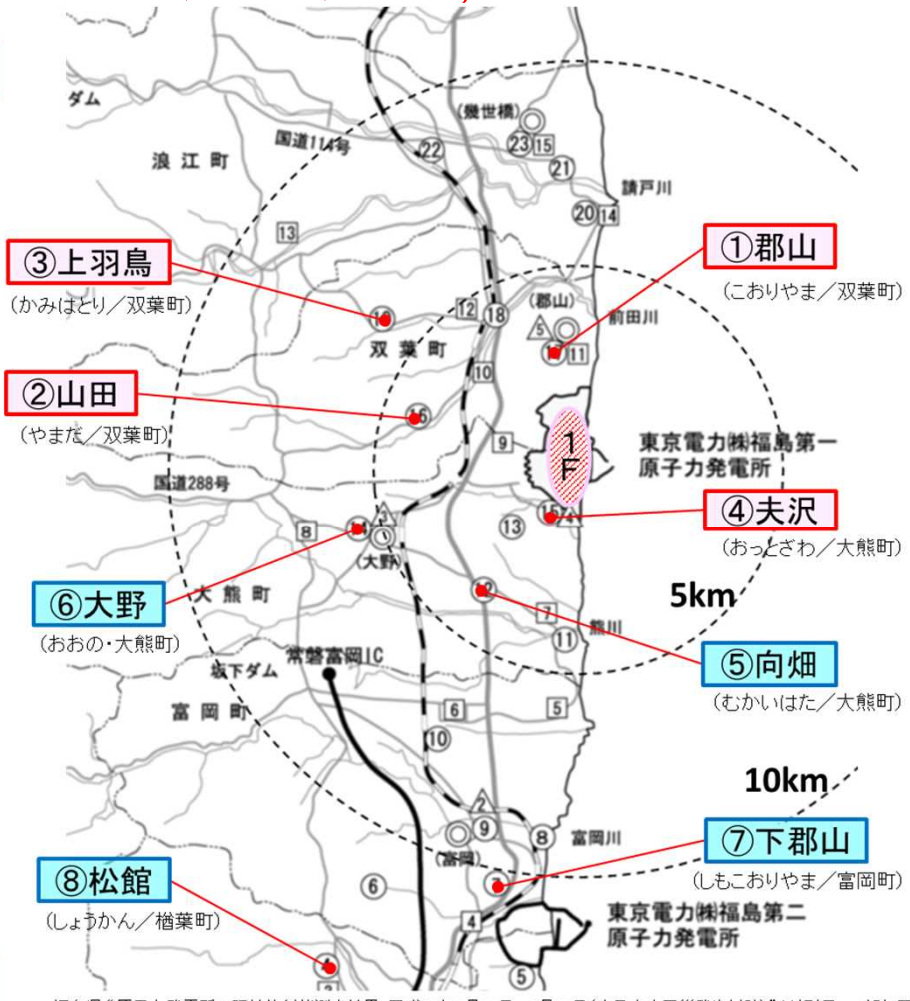 (幾世橋)
ダム
国道114号
㉒
㉓ 15
浪江町
㉑
請戸川
⑳ 14
13
①郡山
③上羽鳥
(こおりやま／双葉町)
(かみはとり／双葉町)
12
⑱
(郡山)
5
前田川
双葉町
11
10
②山田
(やまだ／双葉町)
9
1F
東京電力㈱福島第一
原子力発電所
国道288号
④夫沢
3
8
⑬
4
(おっとざわ／大熊町)
(大野)
⑥大野
大熊町
5km
7
熊川
(おおの・大熊町)
⑪
常磐富岡IC
坂下ダム
⑤向畑
(むかいはた／大熊町)
富岡町
6
5
⑩
10km
2
⑨
⑧
富岡川
⑦下郡山
(富岡)
⑧松館
⑥
(しもこおりやま／富岡町)
(しょうかん／楢葉町)
4
東京電力㈱福島第二
原子力発電所
⑤